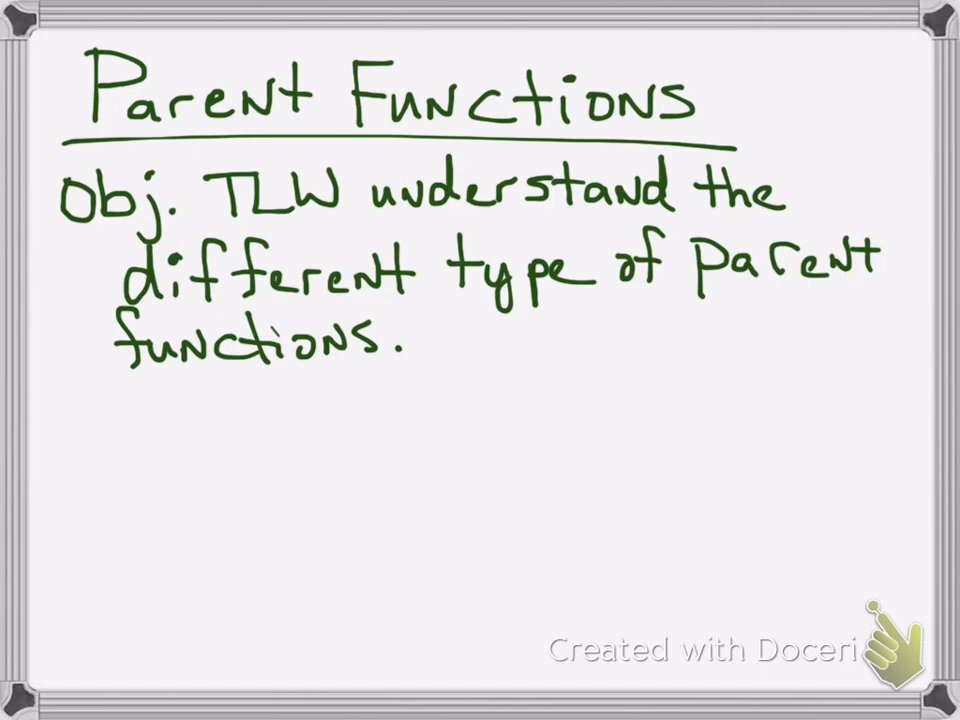 Parent Functions
Obj. TLW understand the
different type of parent
functions.
Created with Doceri